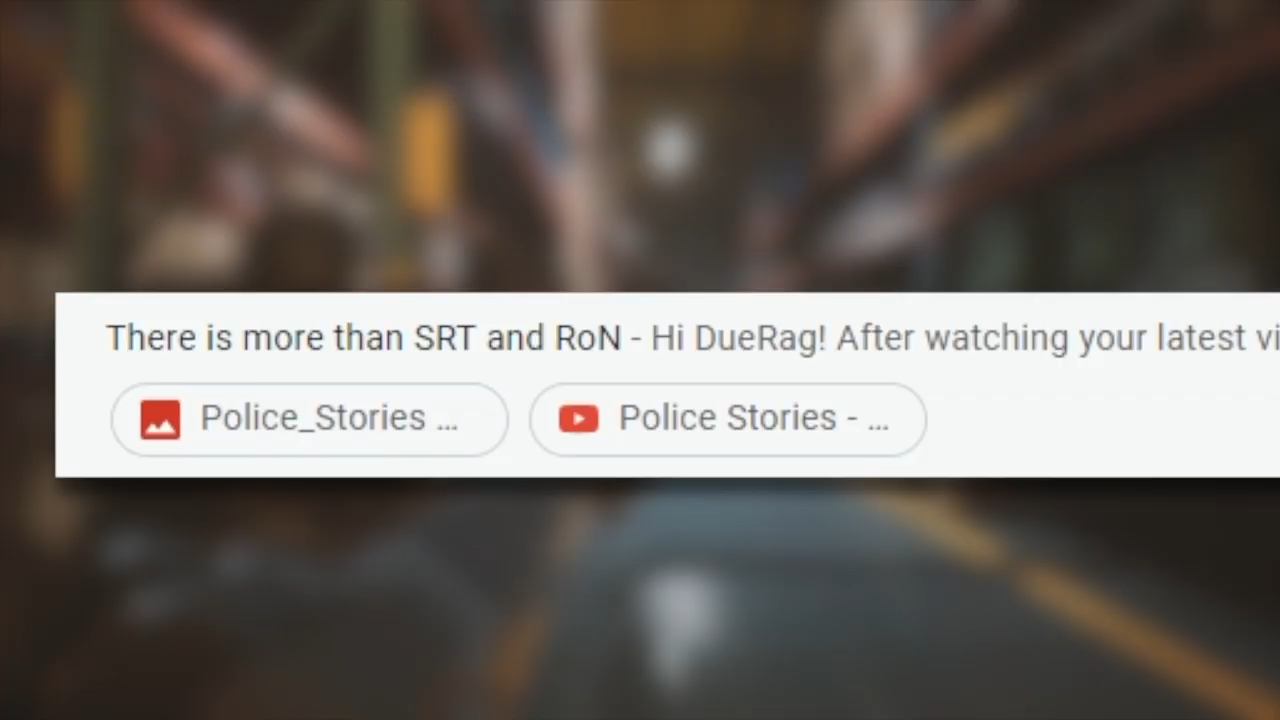 There is more than SRT and RoN - Hi DueRag! After watching your latest vi
Police_Stories ... Police Stories - ...